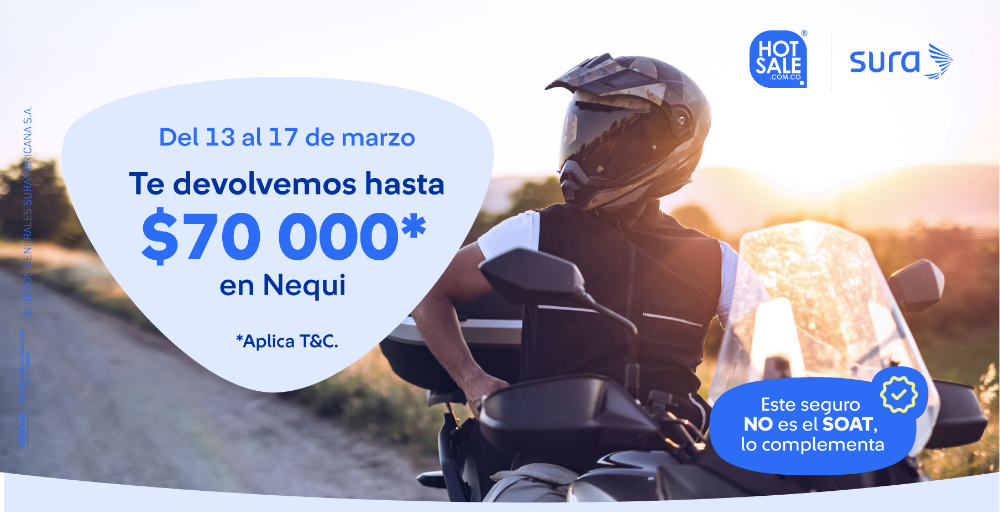 HOT
SALE
.COM.CO
®
sura
Del 13 al 17 de marzo
Te devolvemos hasta
$70 000*
en Nequi
*Aplica T&C.
Este seguro
NO es el SOAT,
lo complementa